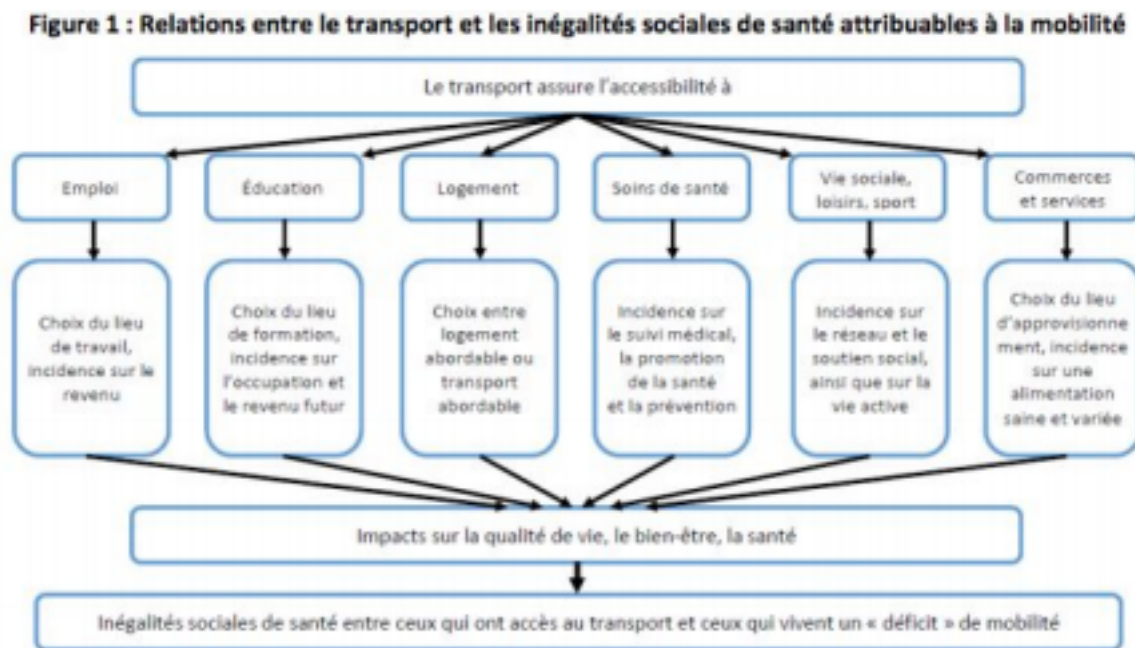 Figure 1 : Relations entre le transport et les inégalités sociales de santé attribuables à la mobilité
Le transport assure l'accessibilité à
Emploi
Éducation
Logement
Soins de santé
Vie sociale,
loisirs, sport
Commerces
et services
Choix du lieu
de travail,
incidence sur le
revenu
Choix du lieu
de formation,
incidence sur
l'occupation et
le revenu futur
Choix entre
logement
abordable ou
transport
abordable
Incidence sur
le suivi médical,
la promotion
de la santé
et la prévention
Incidence sur
le réseau et le
soutien social,
ainsi que sur la
vie active
Choix du lieu
d'approvisionne
ment, incidence
sur une
alimentation
saine et variée
Impacts sur la qualité de vie, le bien-être, la santé
Inégalités sociales de santé entre ceux qui ont accès au transport et ceux qui vivent un « déficit » de mobilité